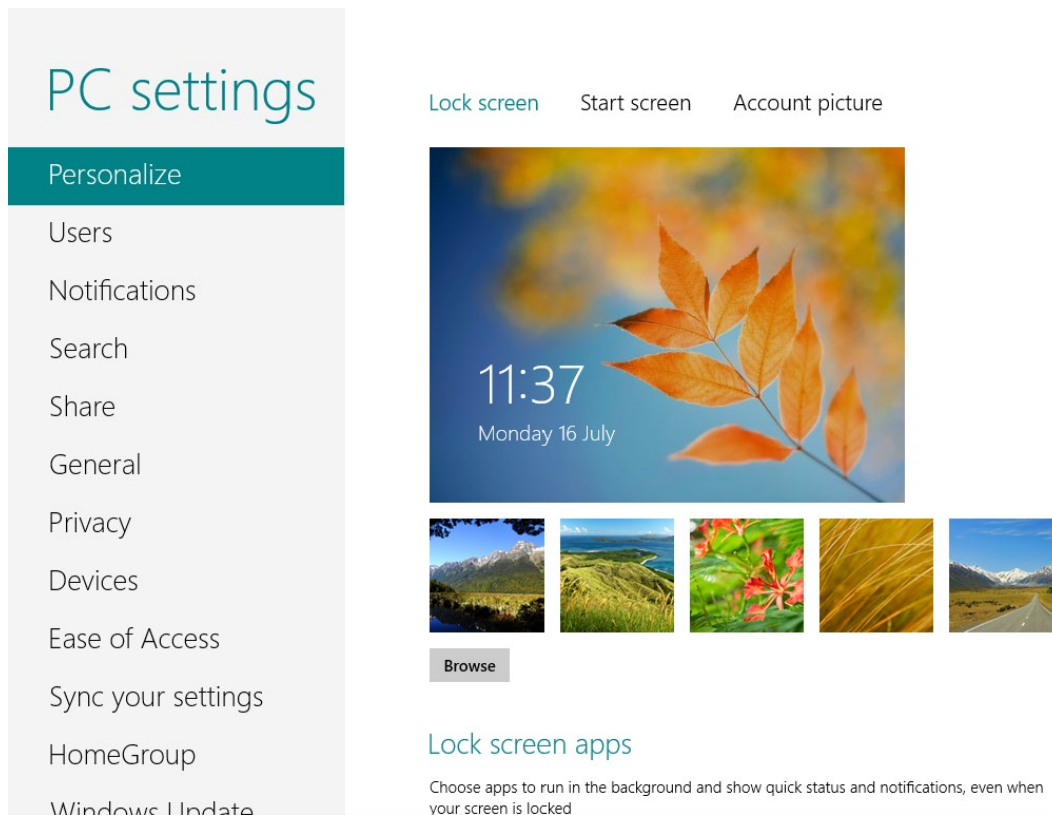 PC settings
Personalize
Users
Notifications
Search
Share
General
Privacy
Devices
Ease of Access
Sync your settings
HomeGroup
Windows Update
Lock screen
Start screen
Account picture
11:37
Monday 16 July
Browse
Lock screen apps
Choose apps to run in the background and show quick status and notifications, even when
your screen is locked